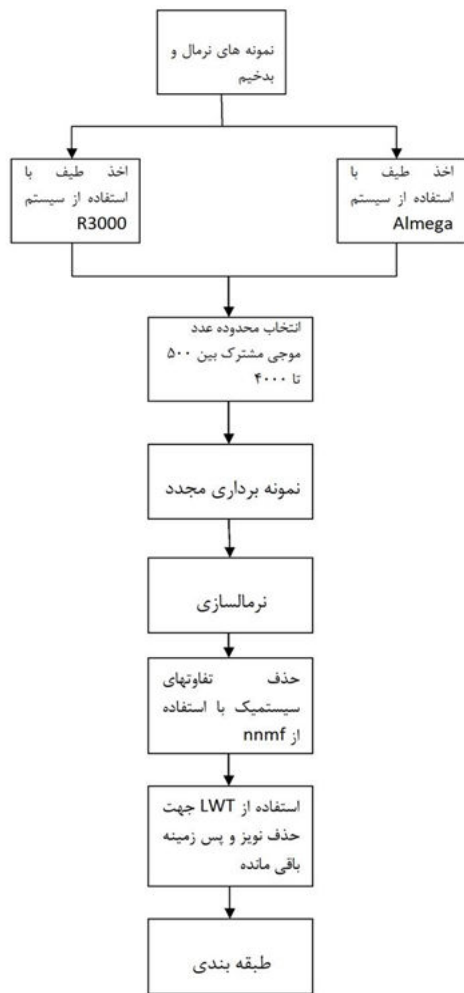 نمونه های نرمال و
بدخیم
اخذ طیف با
استفاده از سیستم
R3000
اخذ طیف با
استفاده از سیستم
Almega
انتخاب محدوده عدد
موجی مشترک بین ۵۰۰
تا ۴۰۰۰
نمونه برداری مجدد
نرمالسازی
حذف تفاوتهای
سیستمیک با استفاده
از nnmf
استفاده از LWT جهت
حذف نویز و پس زمینه
باقی مانده
طبقه بندی